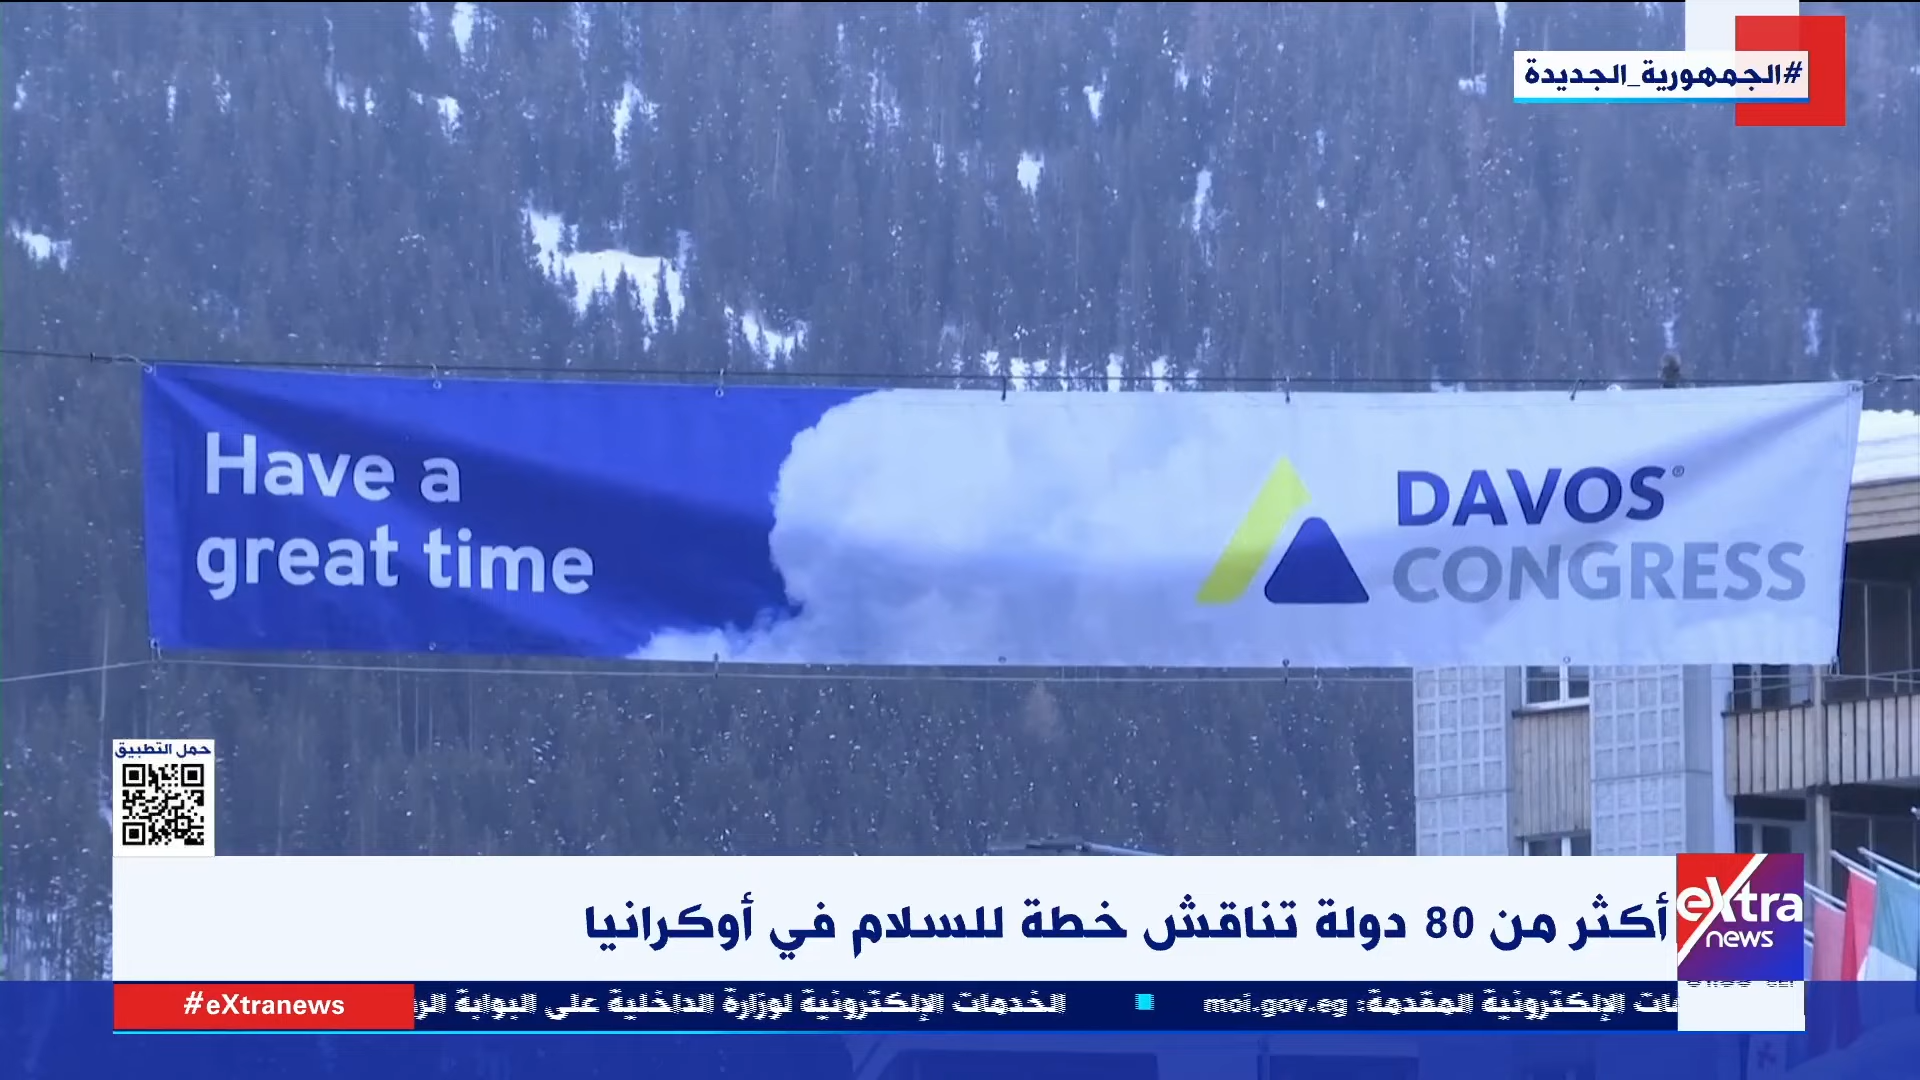 #الجمهورية_الجديدة
Have a
great time
DAVOS®
CONGRESS
حمل التطبيق
أكثر من 80 دولة تناقش خطة للسلام في أوكرانيا
eXtra
news
#eXtranews
الإلكترونية المقدمة: moi.gov.eg ■ الخدمات الإلكترونية لوزارة الداخلية على البوابة